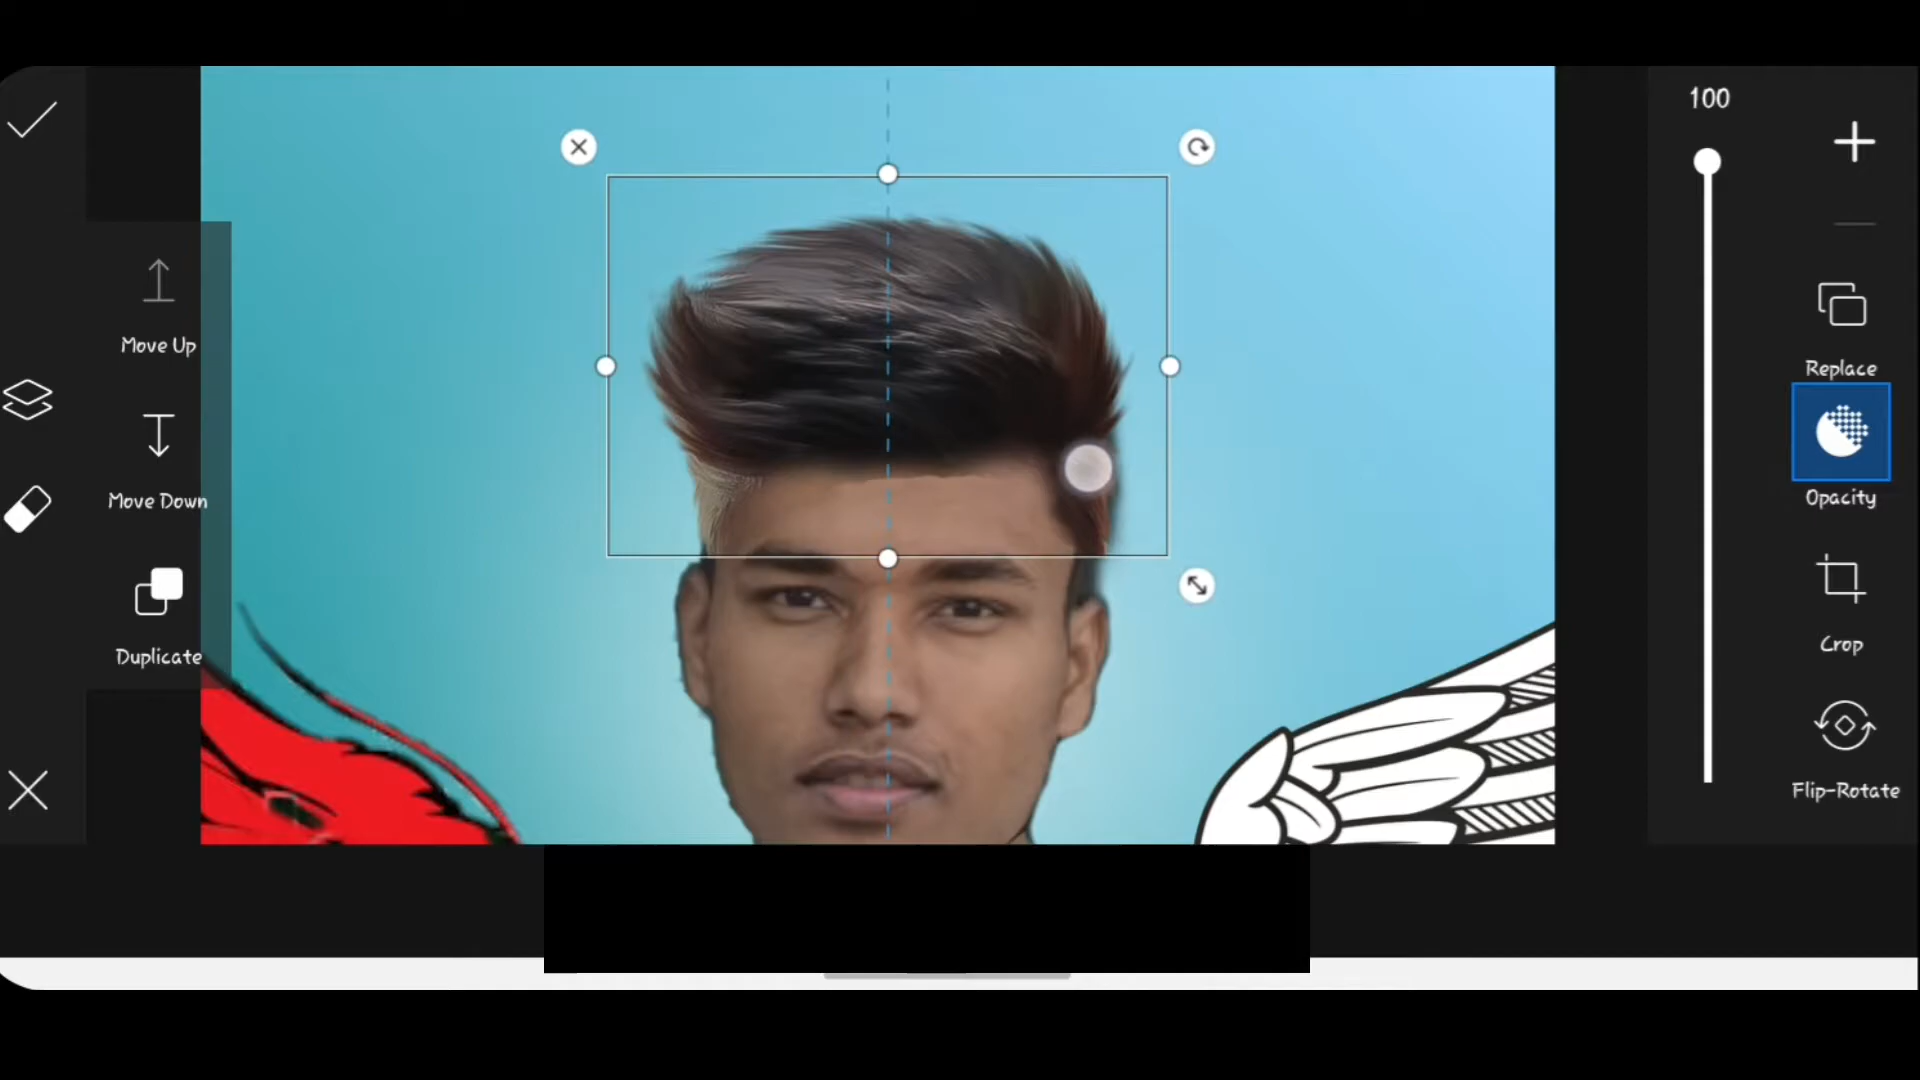 100
Move Up
Replace
Move Down
Opacity
Duplicate
Crop
Flip-Rotate